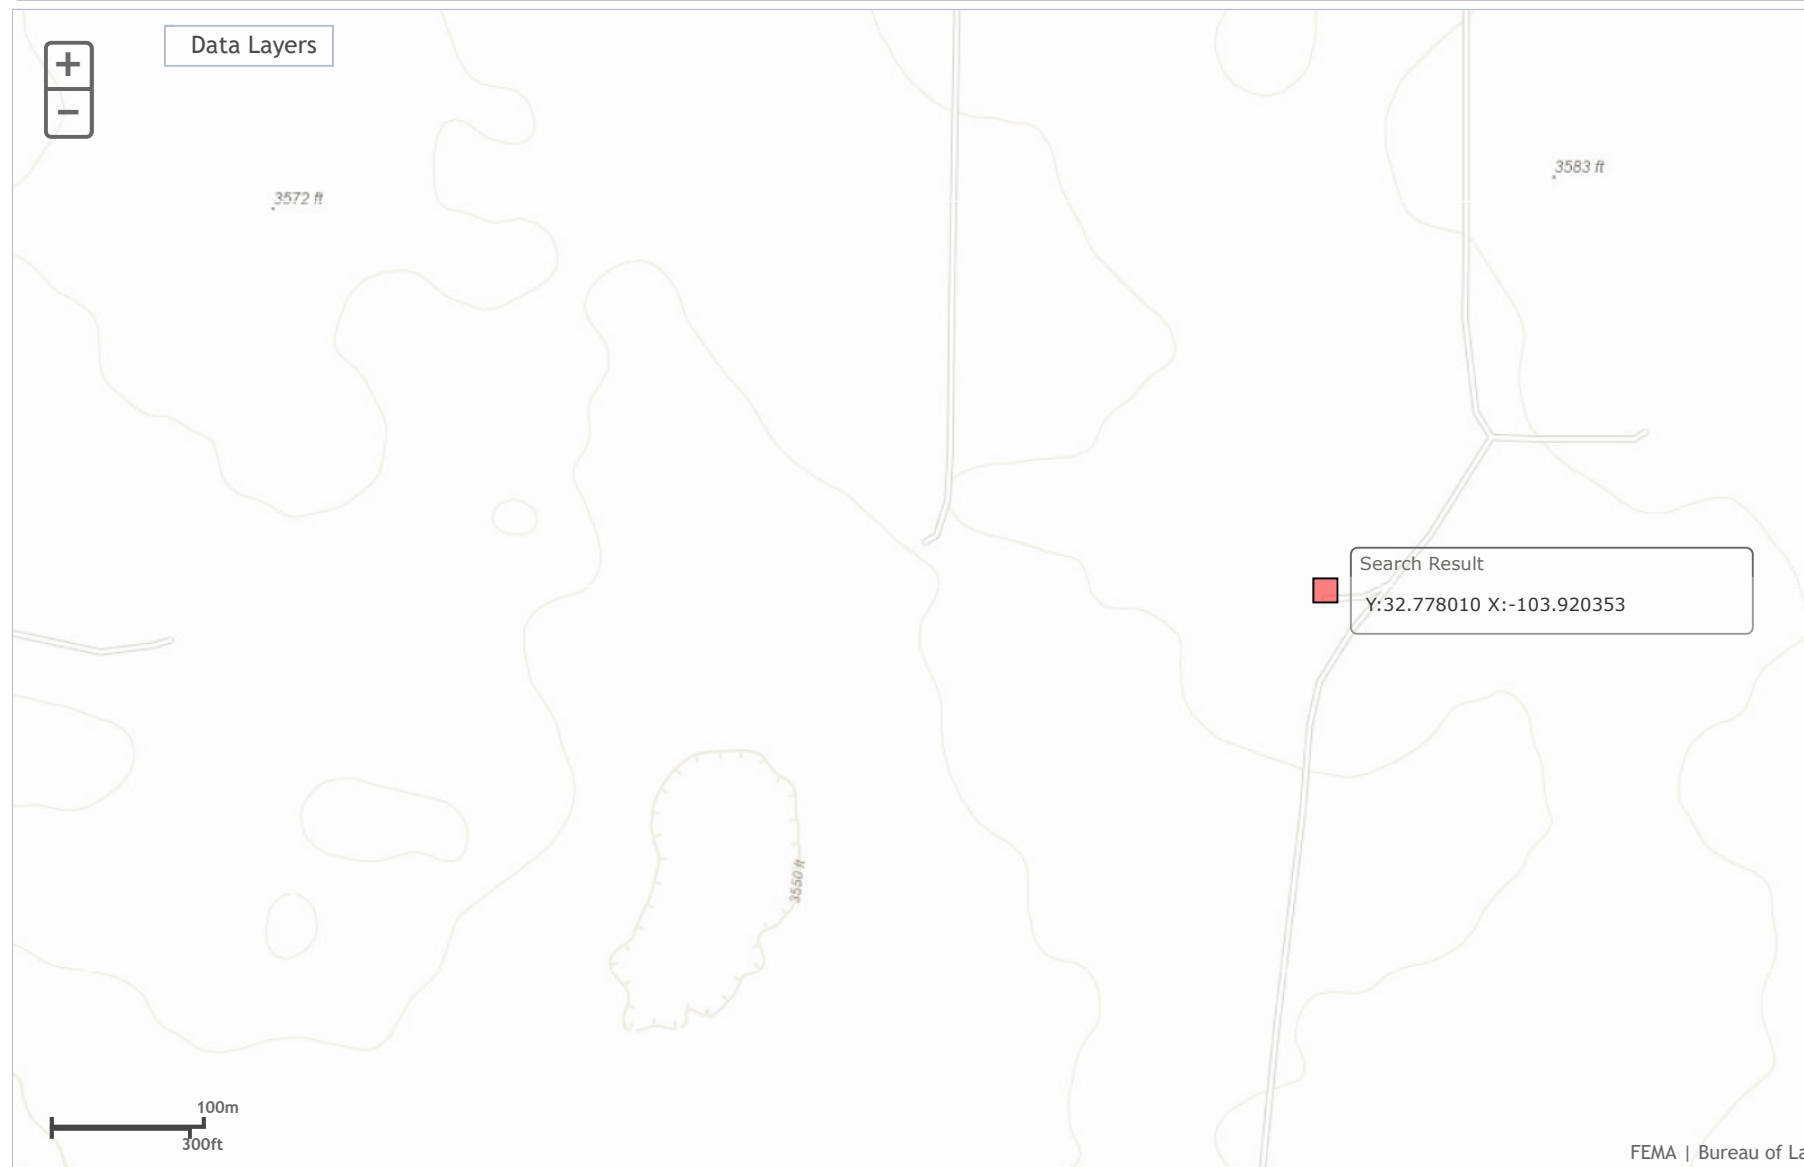 +
Data Layers
−
3583 ft
3572 ft
Search Result
Y:32.778010 X:-103.920353
3550 ft
100m
300ft
FEMA | Bureau of La